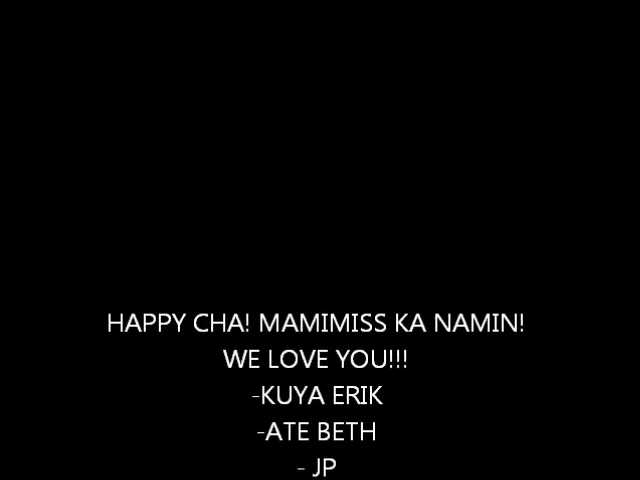 HAPPY CHA! MAMIMISS KA NAMIN!
WE LOVE YOU!!!
-KUYA ERIK
-ATE BETH
- JP